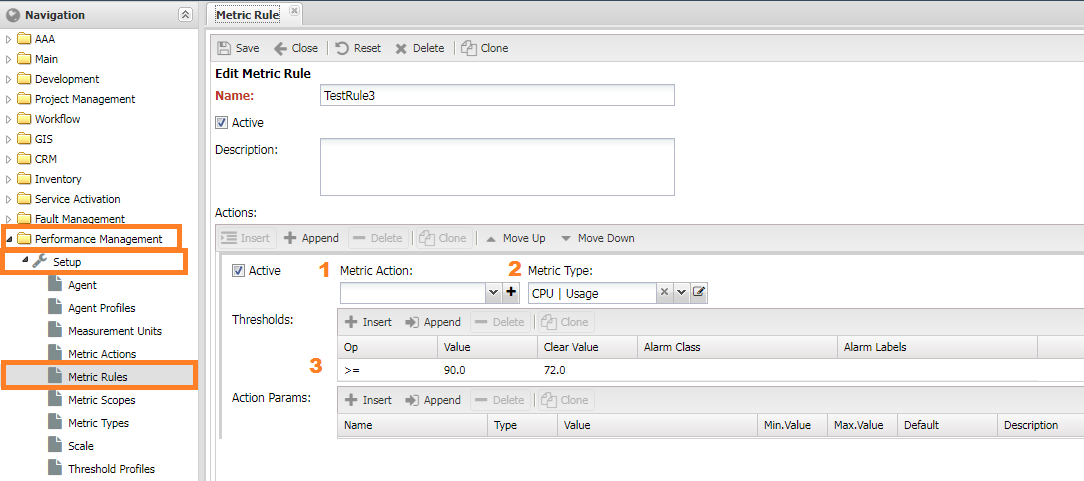 Navigation
AAA
Main
Development
Project Management
Workflow
GIS
CRM
Inventory
Service Activation
Fault Management
Performance Management
Setup
Agent
Agent Profiles
Measurement Units
Metric Actions
Metric Rules
Metric Scopes
Metric Types
Scale
Threshold Profiles
Metric Rule
Save Close Reset Delete Clone
Edit Metric Rule
Name: TestRule3
Active
Description:
Actions:
Insert Append Delete Clone Move Up Move Down
Active 1 Metric Action: 2 Metric Type:
CPU | Usage
Thresholds: Insert Append Delete Clone
Op Value Clear Value Alarm Class Alarm Labels
3 >= 90.0 72.0
Action Params: Insert Append Delete Clone
Name Type Value Min.Value Max.Value Default Description